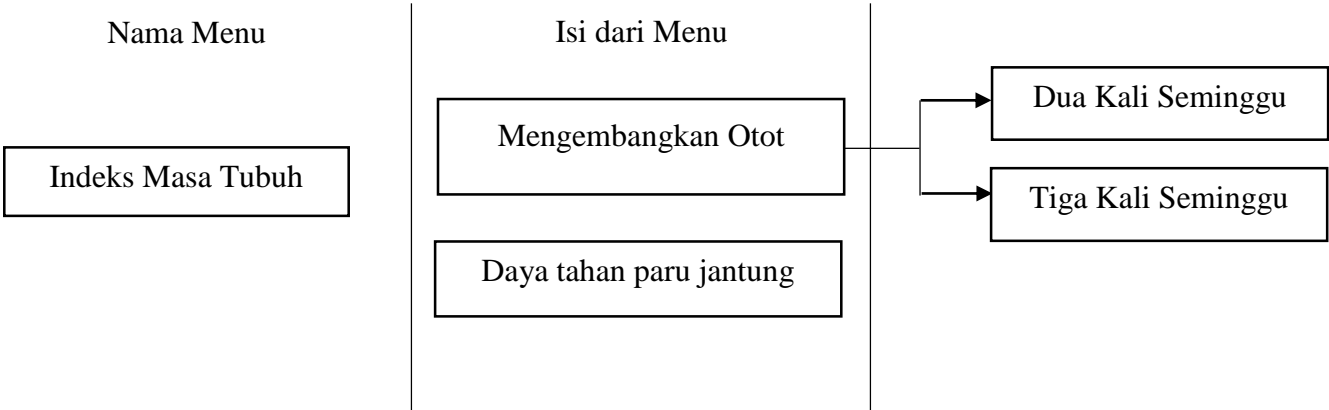 Nama Menu
Isi dari Menu
Indeks Masa Tubuh
Mengembangkan Otot
Daya tahan paru jantung
Dua Kali Seminggu
Tiga Kali Seminggu